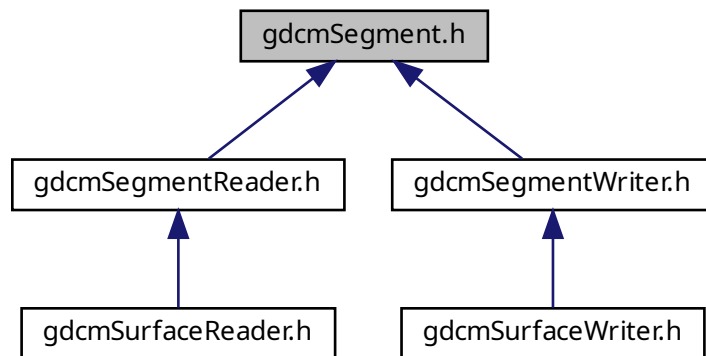 gdcmSegment.h
gdcmSegmentReader.h
gdcmSegmentWriter.h
gdcmSurfaceReader.h
gdcmSurfaceWriter.h